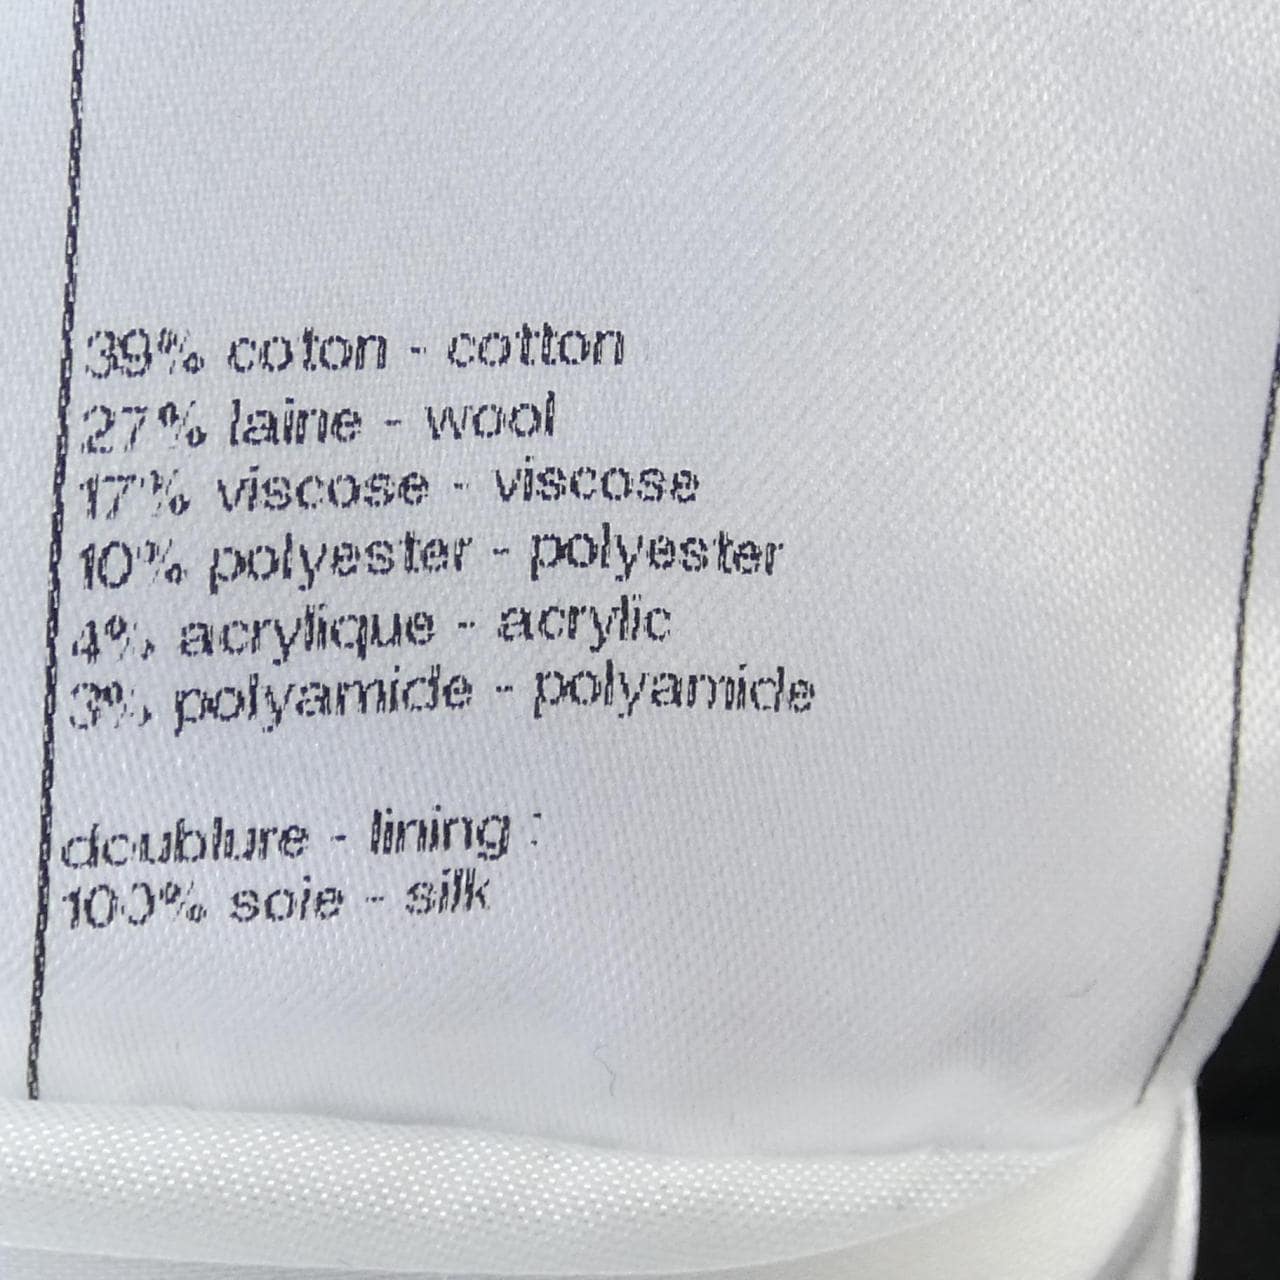 39% coton - cotton
27% laine - wool
17% viscose - viscose
10% polyester - polyester
4% acrylique - acrylic
3% polyamide - polyamide
doublure - lining :
100% soie - silk